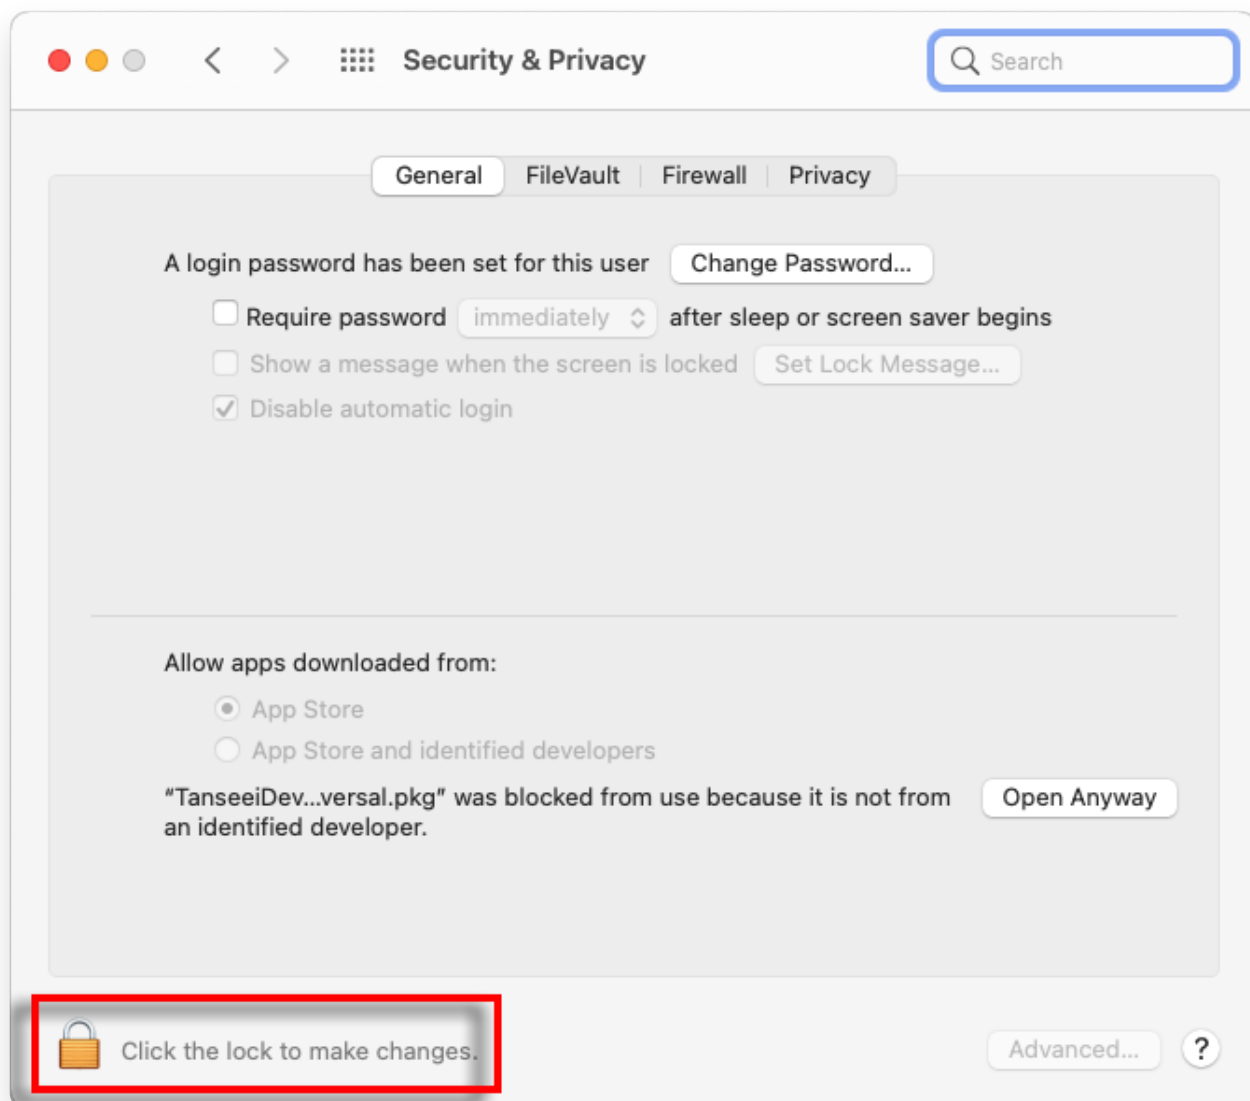 Security & Privacy
Search
General FileVault Firewall Privacy
A login password has been set for this user Change Password...
Require password immediately after sleep or screen saver begins
Show a message when the screen is locked Set Lock Message...
Disable automatic login
Allow apps downloaded from:
App Store
App Store and identified developers
“TanseeiDev...versal.pkg” was blocked from use because it is not from Open Anyway
an identified developer.
Click the lock to make changes.
Advanced... ?